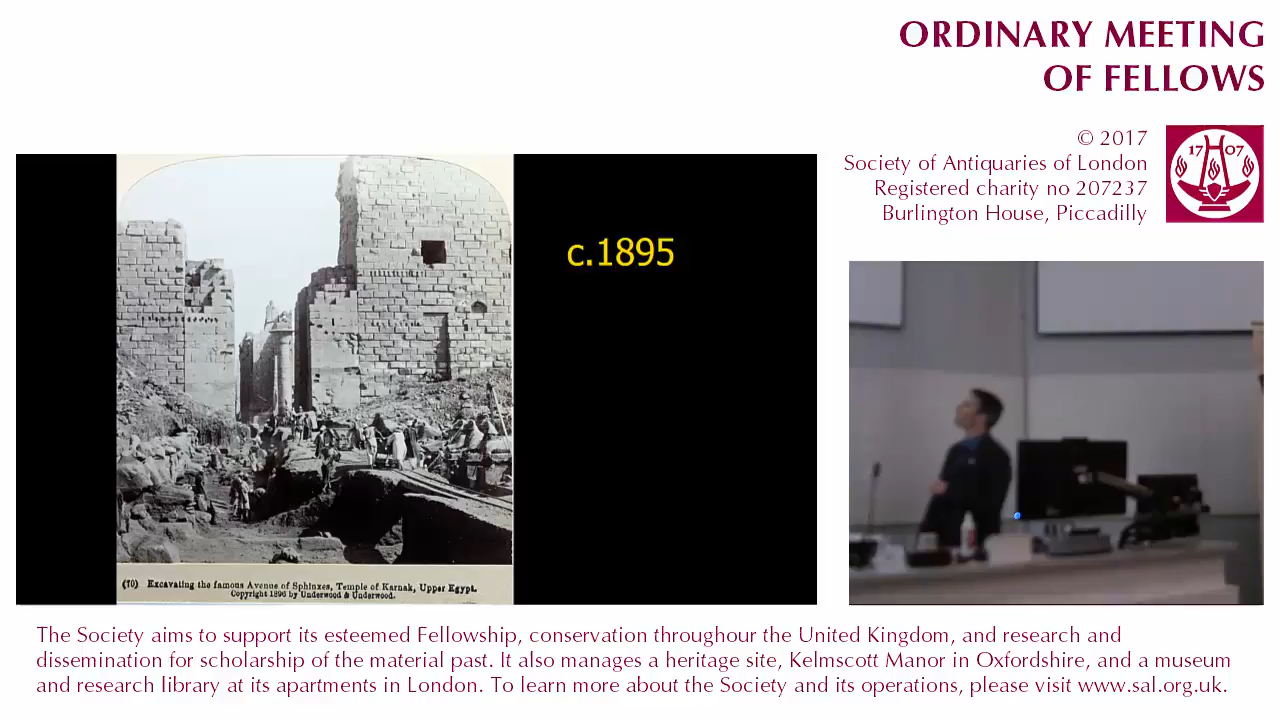 ORDINARY MEETING
OF FELLOWS
© 2017
Society of Antiquaries of London
Registered charity no 207237
Burlington House, Piccadilly
17 07
c.1895
(70) Excavating the famous Avenue of Sphinxes, Temple of Karnak, Upper Egypt.
Copyright 1896 by Underwood & Underwood.
The Society aims to support its esteemed Fellowship, conservation throughour the United Kingdom, and research and
dissemination for scholarship of the material past. It also manages a heritage site, Kelmscott Manor in Oxfordshire, and a museum
and research library at its apartments in London. To learn more about the Society and its operations, please visit www.sal.org.uk.